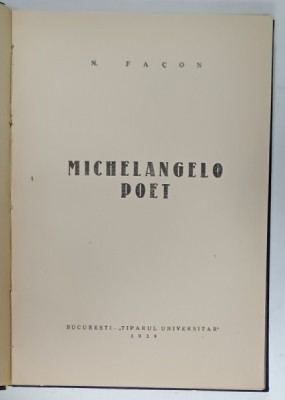 N. FAÇON
MICHELANGELO
POET
BUCUREȘTI - „TIPARUL UNIVERSITAR"
1939